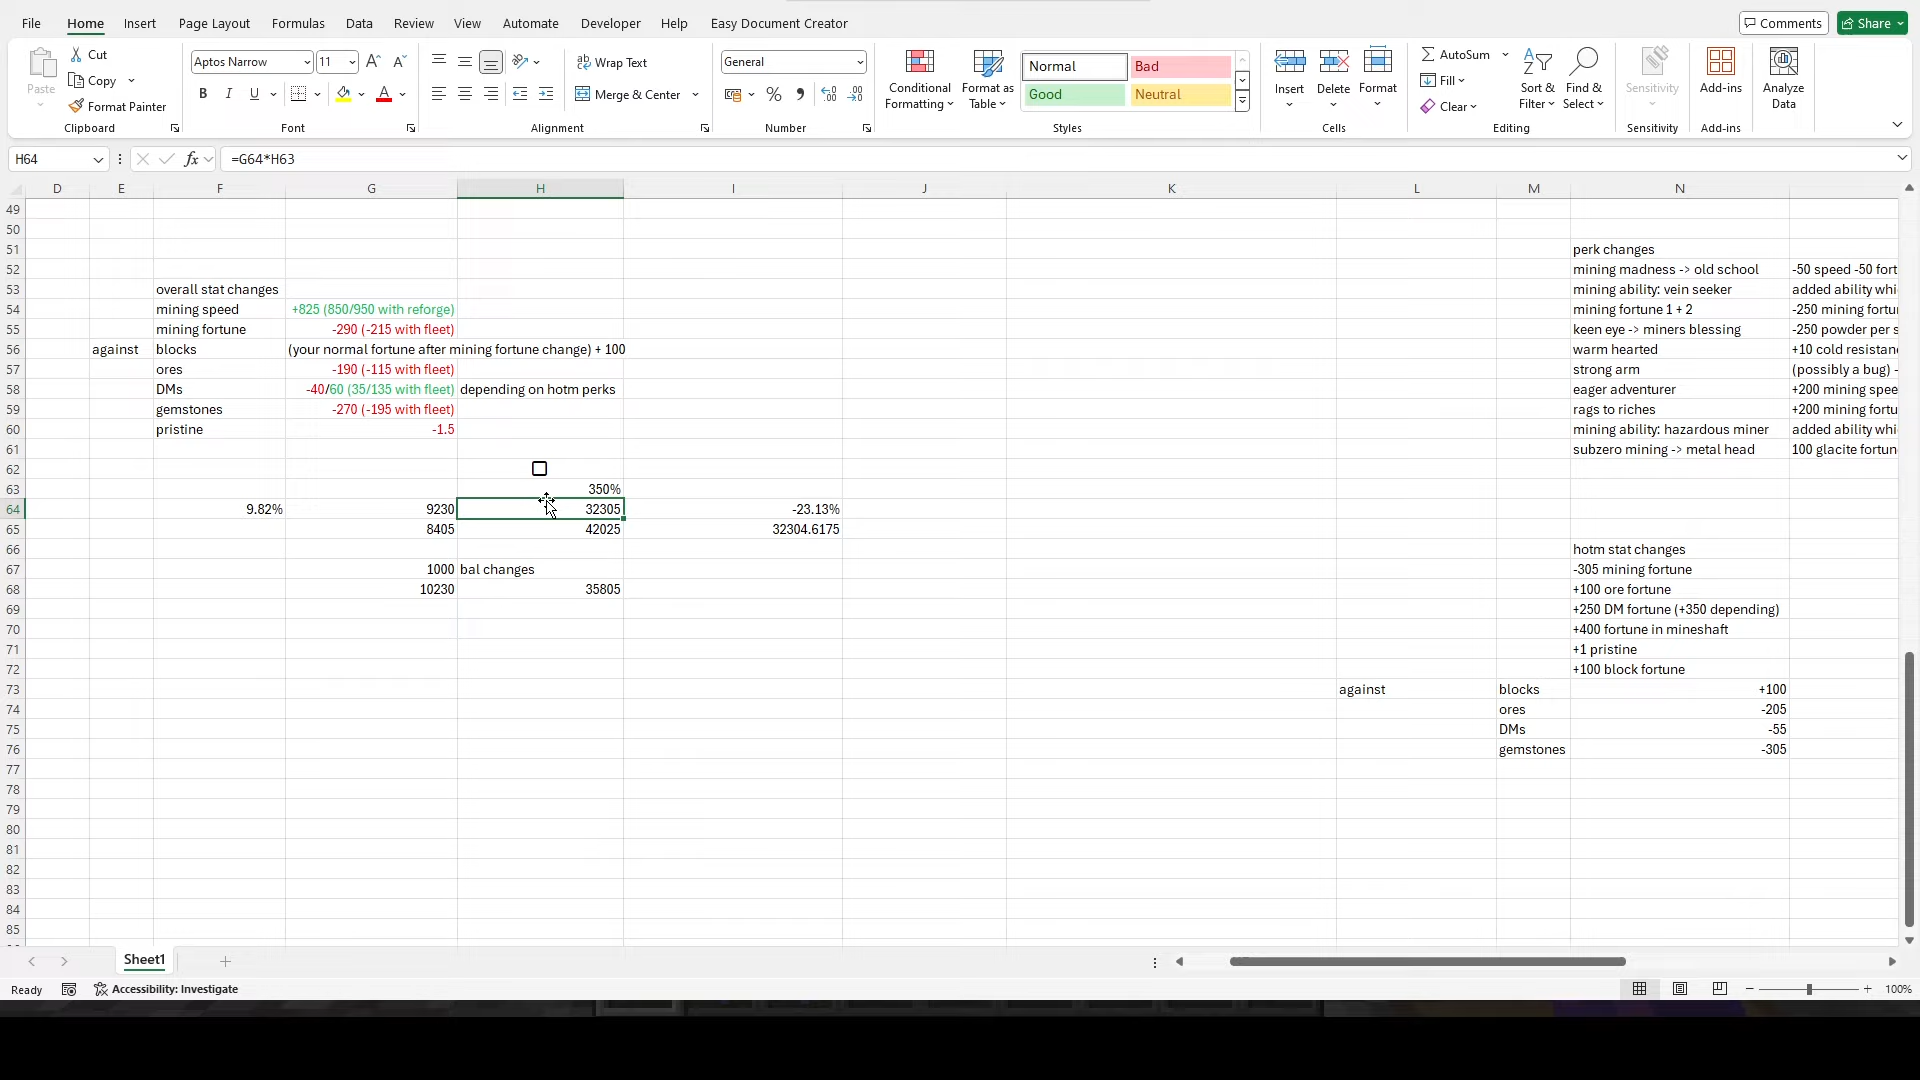 File Home Insert Page Layout Formulas Data Review View Automate Developer Help Easy Document Creator Comments Share
Paste Cut Copy Format Painter Clipboard
Aptos Narrow 11 A A B I U A Font
Wrap Text Merge & Center Alignment
General % Number
Conditional Formatting Format as Table Normal Bad Good Neutral Styles
Insert Delete Format Cells
AutoSum Fill Clear Sort & Filter Find & Select Editing
Sensitivity Sensitivity Add-ins Add-ins Analyze Data
H64 fx =G64*H63
D E F G H I J K L M N
49
50
51 perk changes
52 mining madness -> old school -50 speed -50 fort
53 overall stat changes mining ability: vein seeker added ability whi
54 mining speed +825 (850/950 with reforge) mining fortune 1 + 2 -250 mining fortu
55 mining fortune -290 (-215 with fleet) keen eye -> miners blessing -250 powder per s
56 against blocks (your normal fortune after mining fortune change) + 100 warm hearted +10 cold resistanc
57 ores -190 (-115 with fleet) strong arm (possibly a bug) -
58 DMs -40/60 (35/135 with fleet) depending on hotm perks eager adventurer +200 mining spee
59 gemstones -270 (-195 with fleet) rags to riches +200 mining fortu
60 pristine -1.5 mining ability: hazardous miner added ability whi
61 subzero mining -> metal head 100 glacite fortun
62
63 350%
64 9.82% 9230 32305 -23.13%
65 8405 42025 32304.6175
66 hotm stat changes
67 1000 bal changes -305 mining fortune
68 10230 35805 +100 ore fortune
69 +250 DM fortune (+350 depending)
70 +400 fortune in mineshaft
71 +1 pristine
72 +100 block fortune
73 against blocks +100
74 ores -205
75 DMs -55
76 gemstones -305
77
78
79
80
81
82
83
84
85
Sheet1
Ready Accessibility: Investigate 100%